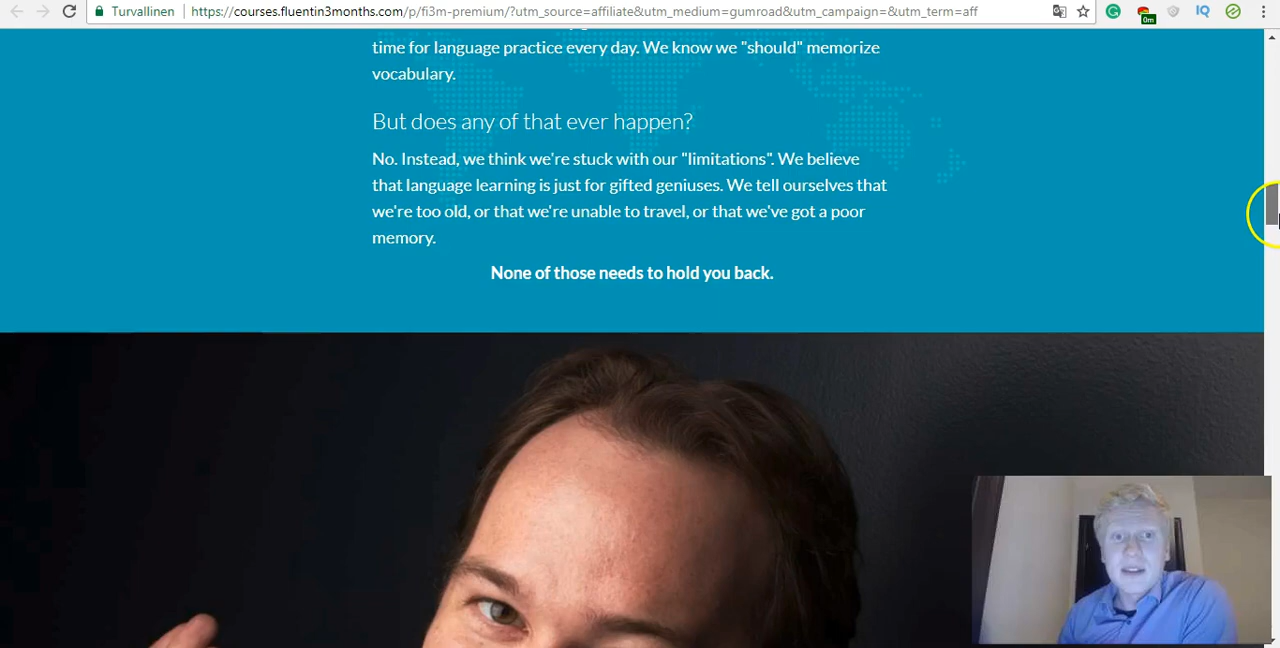 Turvallinen
https://courses.fluentin3months.com/p/fi3m-premium/?utm_source=affiliate&utm_medium=gumroad&utm_campaign=&utm_term=aff
0m
IQ
time for language practice every day. We know we "should" memorize
vocabulary.
But does any of that ever happen?
No. Instead, we think we're stuck with our "limitations". We believe
that language learning is just for gifted geniuses. We tell ourselves that
we're too old, or that we're unable to travel, or that we've got a poor
memory.
None of those needs to hold you back.